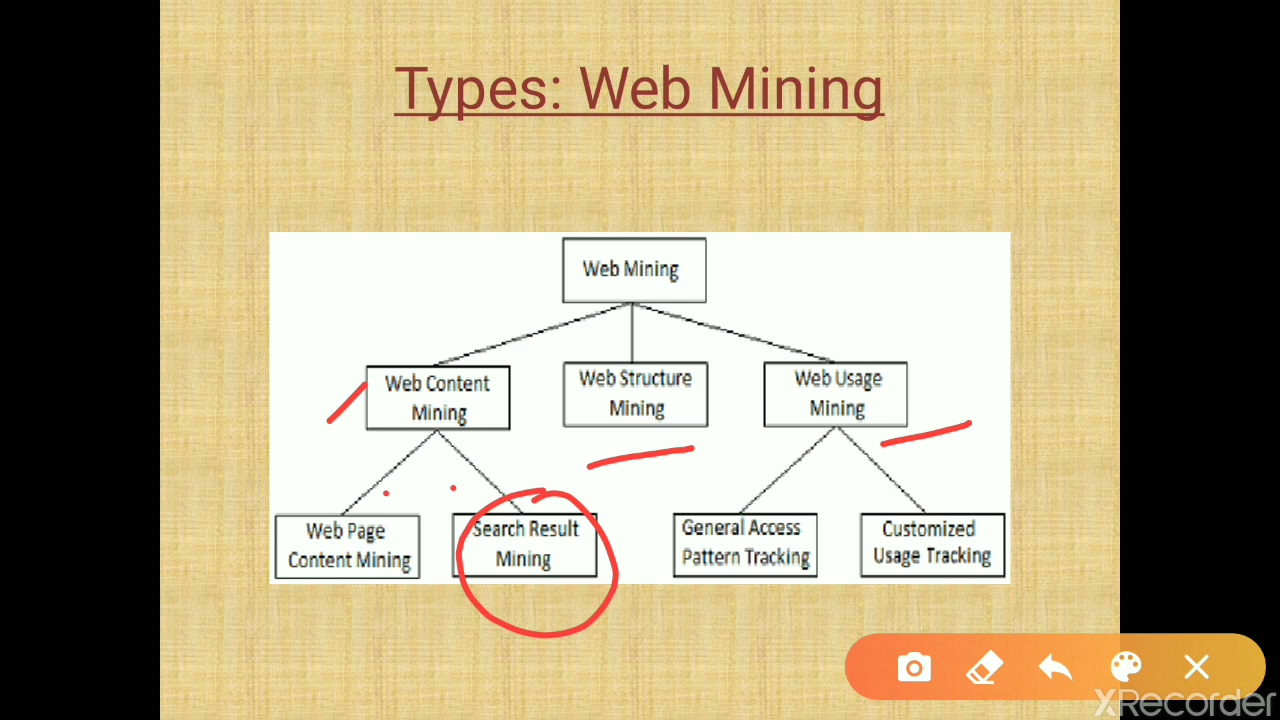 Types: Web Mining
Web Mining
Web Content
Mining
Web Structure
Mining
Web Usage
Mining
Web Page
Content Mining
Search Result
Mining
General Access
Pattern Tracking
Customized
Usage Tracking
XRecorder